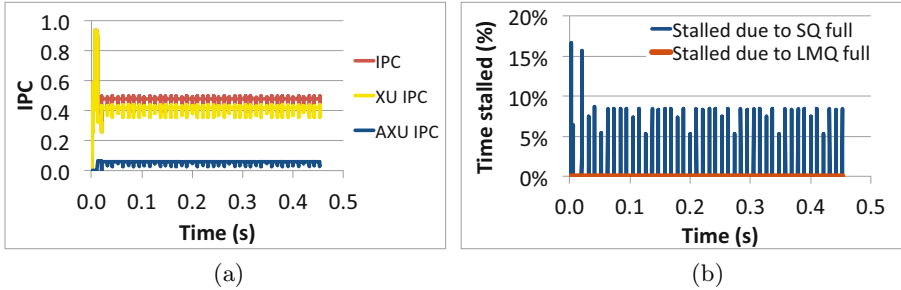 1.0
0.8
0.6
0.4
0.2
0.0
IPC
IPC
XU IPC
AXU IPC
0.0 0.1 0.2 0.3 0.4 0.5
Time (s)
(a)
20%
15%
10%
5%
0%
Time stalled (%)
Stalled due to SQ full
Stalled due to LMQ full
0.0 0.1 0.2 0.3 0.4 0.5
Time (s)
(b)